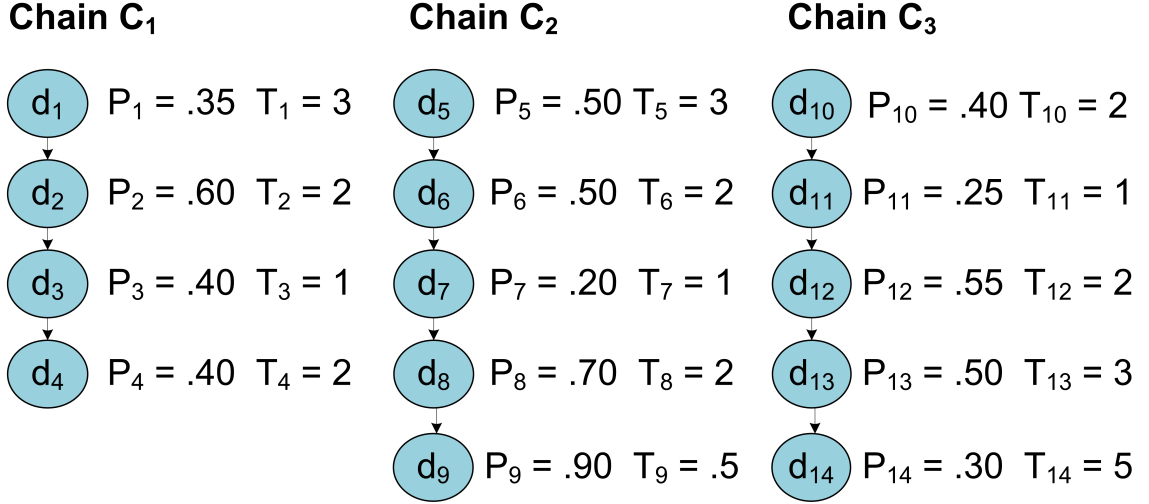 Chain C₁ Chain C₂ Chain C₃
d₁ P₁ = .35 T₁ = 3 d₅ P₅ = .50 T₅ = 3 d₁₀ P₁₀ = .40 T₁₀ = 2
d₂ P₂ = .60 T₂ = 2 d₆ P₆ = .50 T₆ = 2 d₁₁ P₁₁ = .25 T₁₁ = 1
d₃ P₃ = .40 T₃ = 1 d₇ P₇ = .20 T₇ = 1 d₁₂ P₁₂ = .55 T₁₂ = 2
d₄ P₄ = .40 T₄ = 2 d₈ P₈ = .70 T₈ = 2 d₁₃ P₁₃ = .50 T₁₃ = 3
d₉ P₉ = .90 T₉ = .5 d₁₄ P₁₄ = .30 T₁₄ = 5